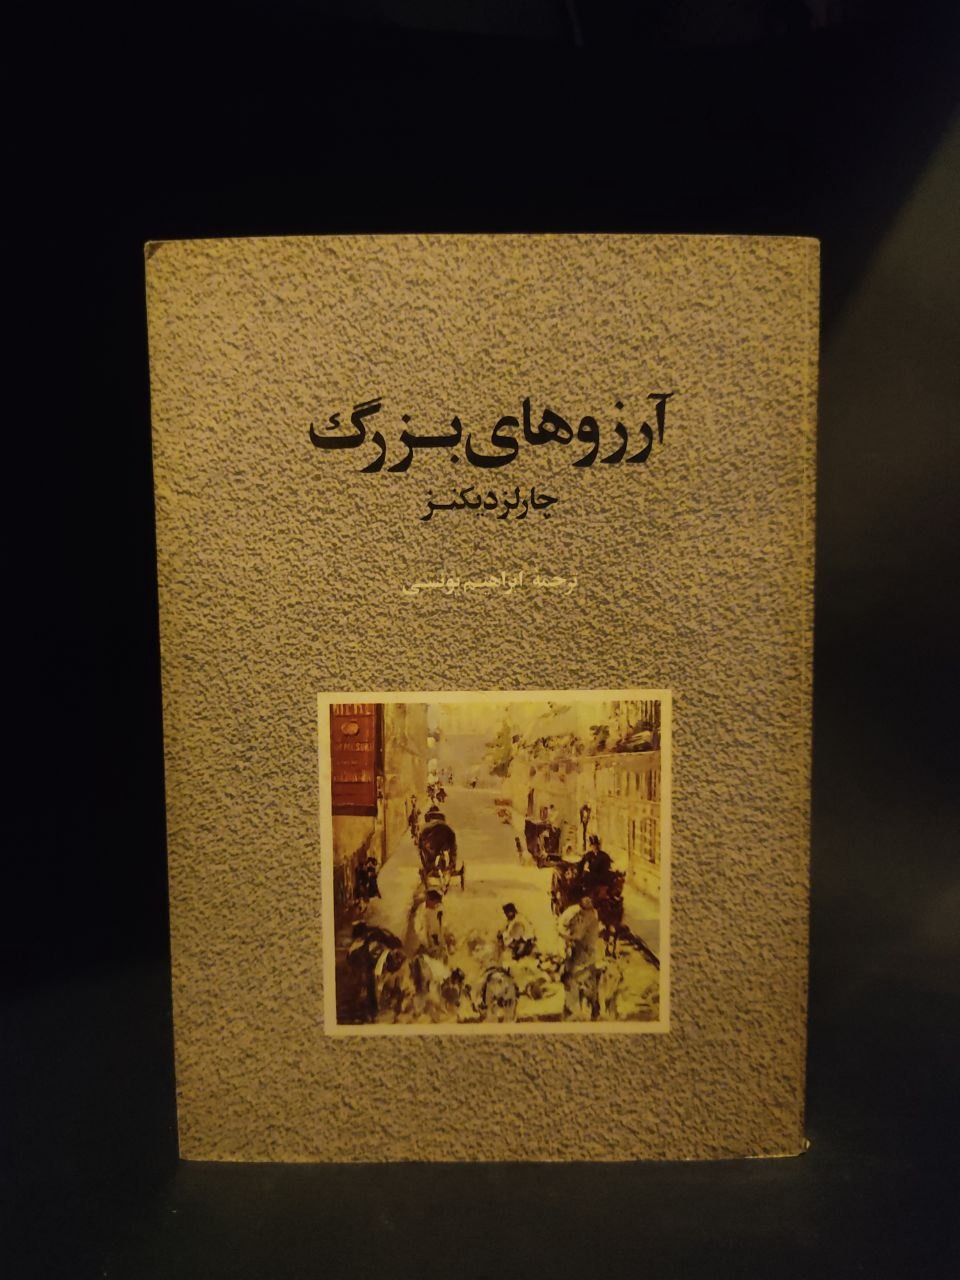 آرزوهای بزرگ
چارلز دیکنز
ترجمهٔ ابراهیم یونسی